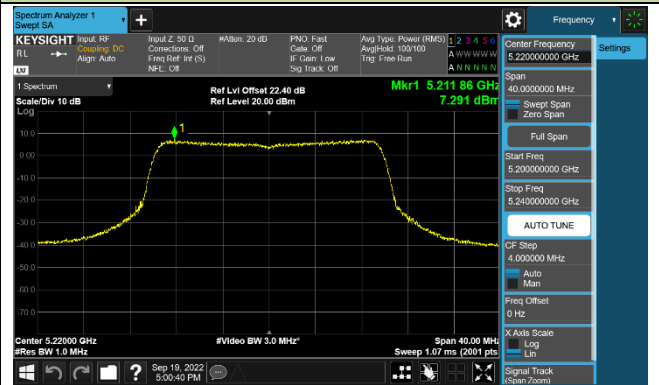 Spectrum Analyzer 1
Swept SA
+
Frequency
KEYSIGHT
RL
LXI
Input: RF
Coupling: DC
Align: Auto
Input Z: 50 Ω
Corrections: Off
Freq Ref: Int (S)
NFE: Off
#Atten: 20 dB
PNO: Fast
Gate: Off
IF Gain: Low
Sig Track: Off
Avg Type: Power (RMS)
Avg|Hold: 100/100
Trig: Free Run
1 2 3 4 5 6
A W W W W W
A N N N N N
1 Spectrum
Scale/Div 10 dB
Log
Ref Lvl Offset 22.40 dB
Ref Level 20.00 dBm
Mkr1 5.211 86 GHz
7.291 dBm
1
10.0
0.00
-10.0
-20.0
-30.0
-40.0
-50.0
-60.0
-70.0
Center 5.22000 GHz
#Res BW 1.0 MHz
#Video BW 3.0 MHz*
Span 40.00 MHz
Sweep 1.07 ms (2001 pts
Sep 19, 2022
5:00:40 PM
?
Center Frequency
5.220000000 GHz
Span
40.0000000 MHz
Swept Span
Zero Span
Full Span
Start Freq
5.200000000 GHz
Stop Freq
5.240000000 GHz
AUTO TUNE
CF Step
4.000000 MHz
Auto
Man
Freq Offset
0 Hz
X Axis Scale
Log
Lin
Signal Track
(Span Zoom)
Settings